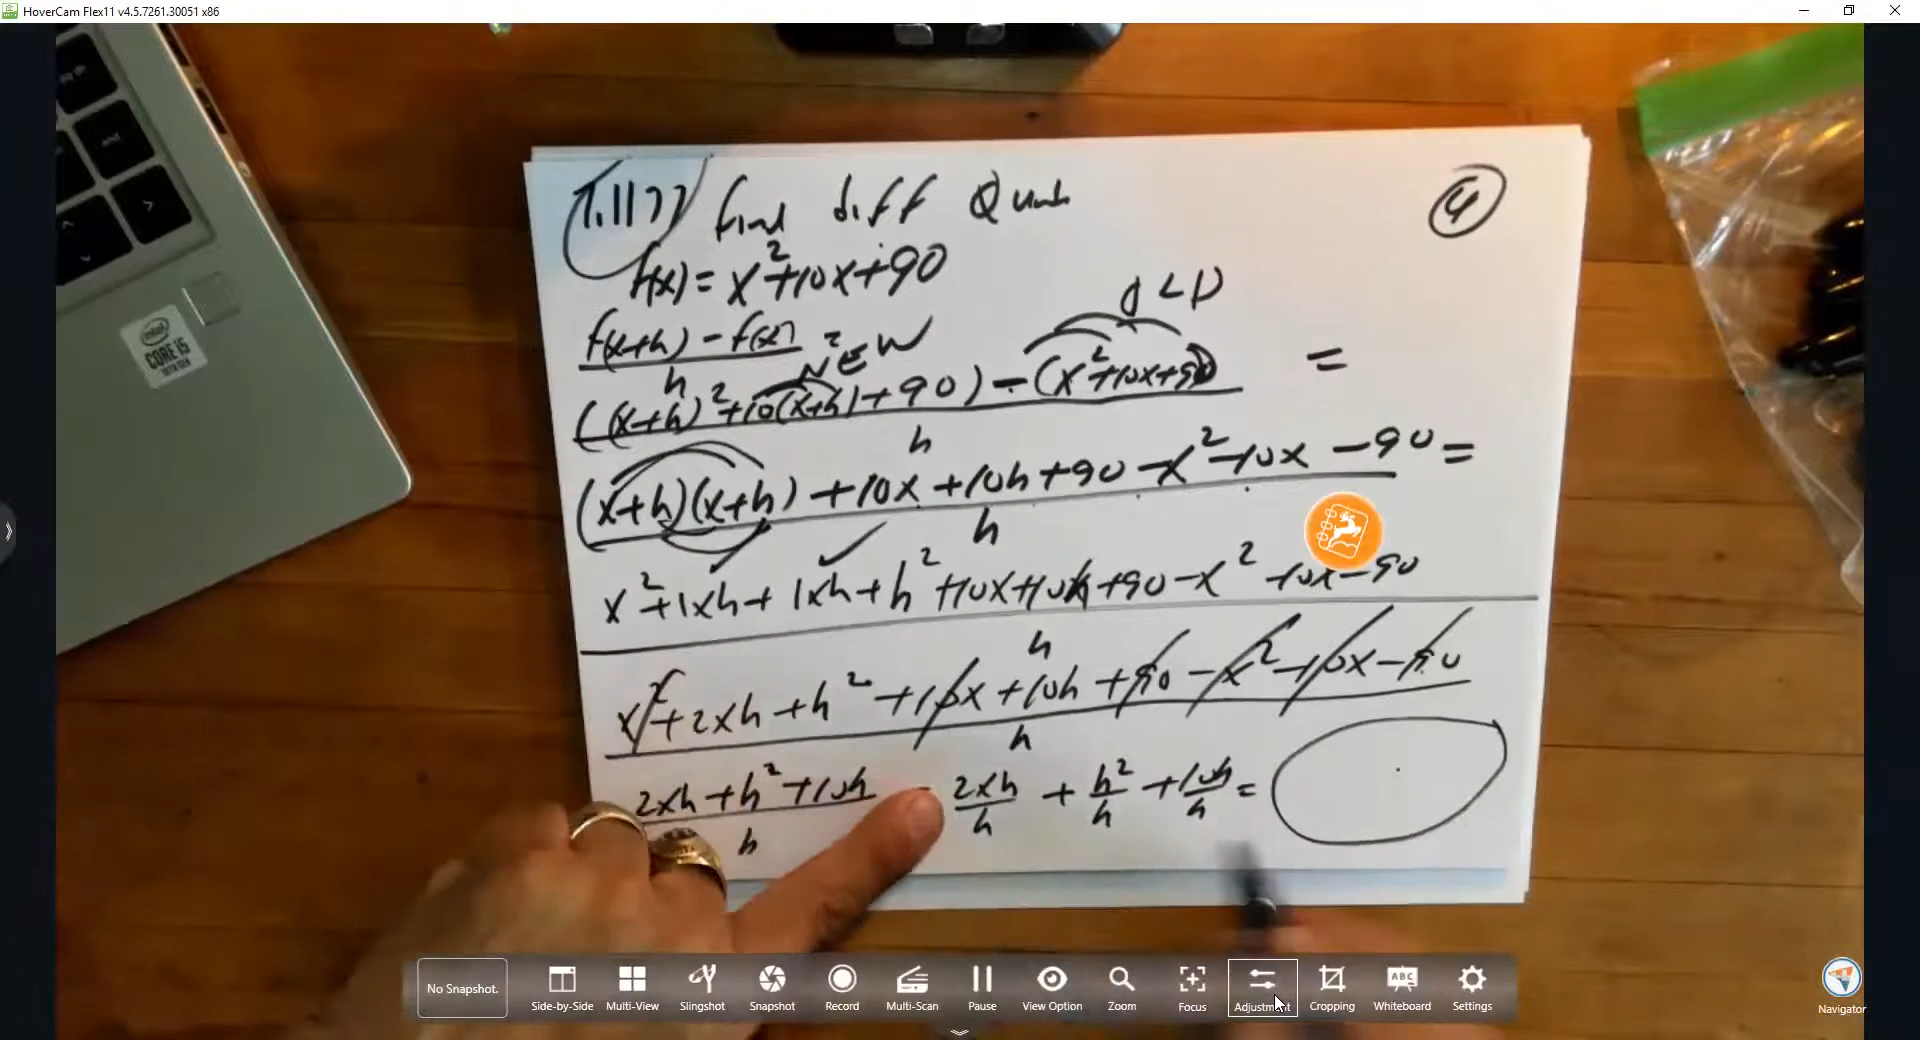 HoverCam Flex11 v4.5.7261.30051 x86
end
intel
CORE i5
1.1177 find diff Quot
4
f(x) = x²+10x+90
f(x+h) - f(x) =
h
NEW
OLD
((x+h)²+10(x+h)+90) - (x²+10x+90) =
h
(x+h)(x+h) +10x +10h+90 -x²-10x -90=
h
x²+1xh+ 1xh+h²+10x+10h+90-x² -10x-90
h
x²+2xh+h²+10x+10h+90-x²-10x-90
h
2xh+h²+10h = 2xh + h² +10h =
h h h h
No Snapshot.
Side-by-Side Multi-View Slingshot Snapshot Record Multi-Scan Pause View Option Zoom Focus Adjustment Cropping ABC Whiteboard Settings
Navigator